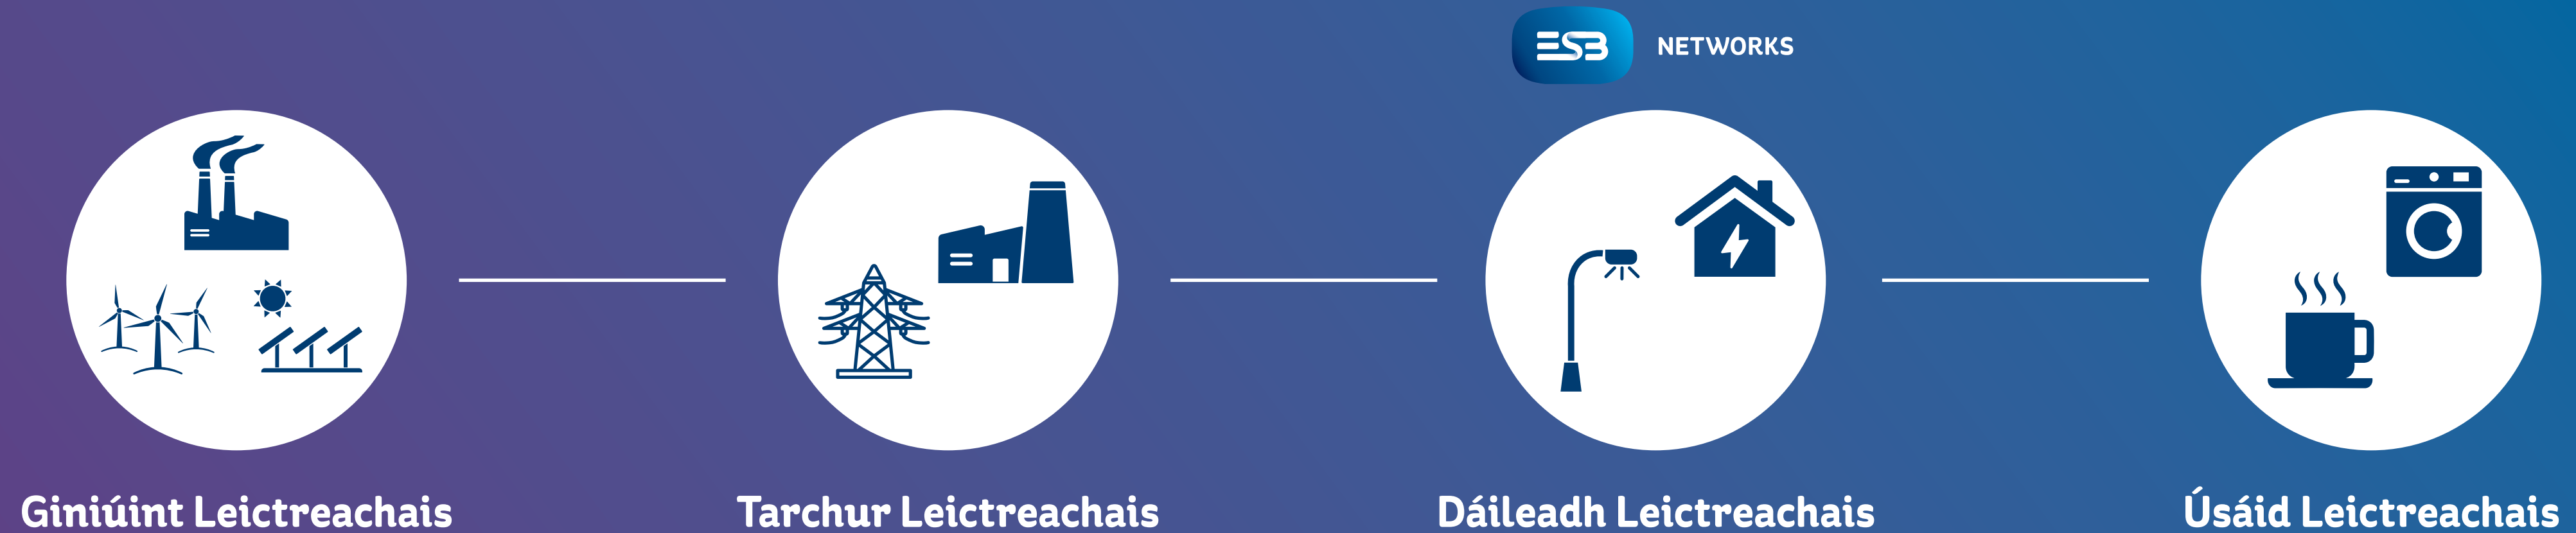 ESB NETWORKS
Giniúint Leictreachais
Tarchur Leictreachais
Dáileadh Leictreachais
Úsáid Leictreachais